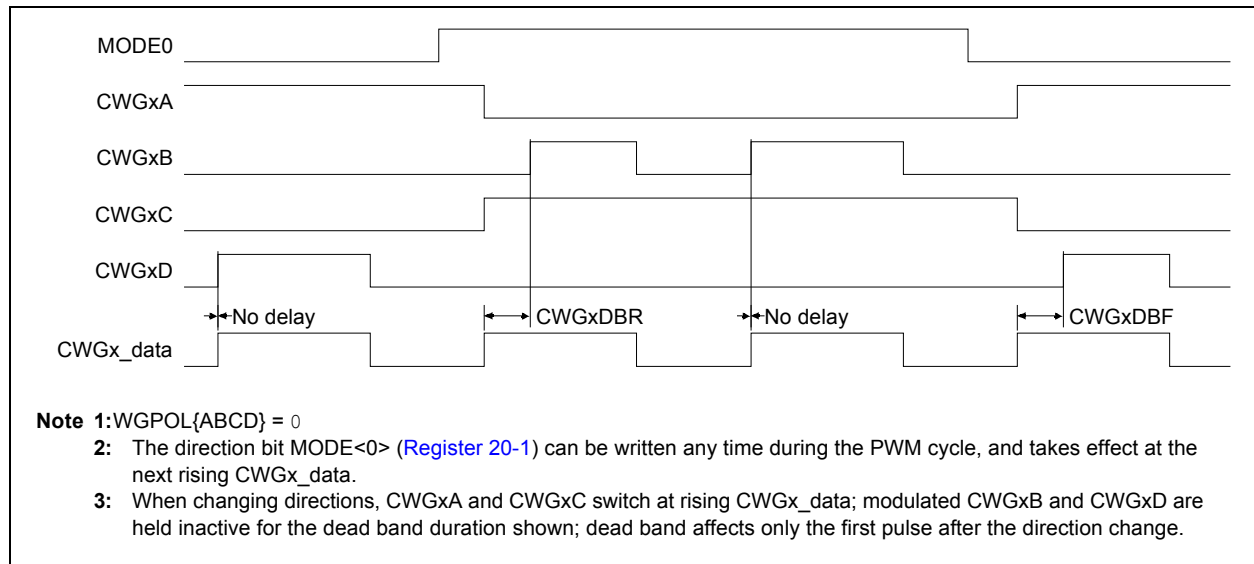 MODE0
CWGxA
CWGxB
CWGxC
CWGxD
No delay CWGxDBR No delay CWGxDBF
CWGx_data
Note 1:WGPOL{ABCD} = 0
2: The direction bit MODE<0> (Register 20-1) can be written any time during the PWM cycle, and takes effect at the
next rising CWGx_data.
3: When changing directions, CWGxA and CWGxC switch at rising CWGx_data; modulated CWGxB and CWGxD are
held inactive for the dead band duration shown; dead band affects only the first pulse after the direction change.